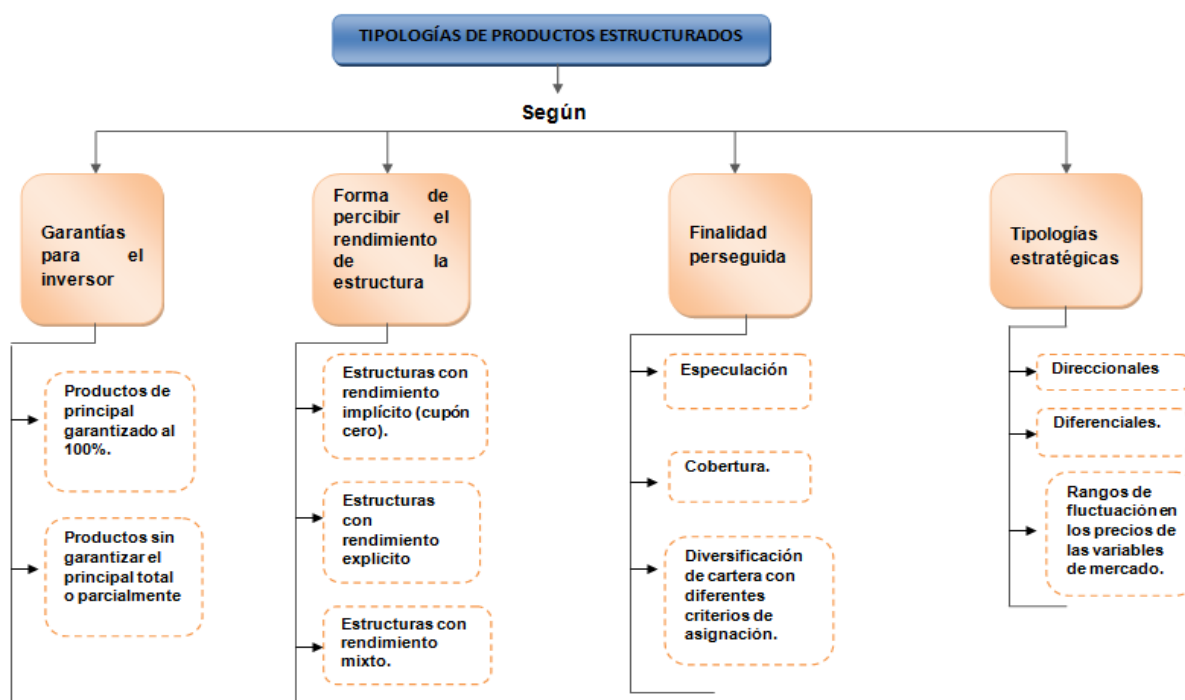 TIPOLOGÍAS DE PRODUCTOS ESTRUCTURADOS
Según
Garantías
para el
inversor
Productos de
principal
garantizado al
100%.
Productos sin
garantizar el
principal total
o parcialmente
Forma de
percibir el
rendimiento
de la
estructura
Estructuras con
rendimiento
implícito (cupón
cero).
Estructuras
con
rendimiento
explicito
Estructuras con
rendimiento
mixto.
Finalidad
perseguida
Especulación
Cobertura.
Diversificación
de cartera con
diferentes
criterios de
asignación.
Tipologías
estratégicas
Direccionales
Diferenciales.
Rangos de
fluctuación en
los precios de
las variables
de mercado.